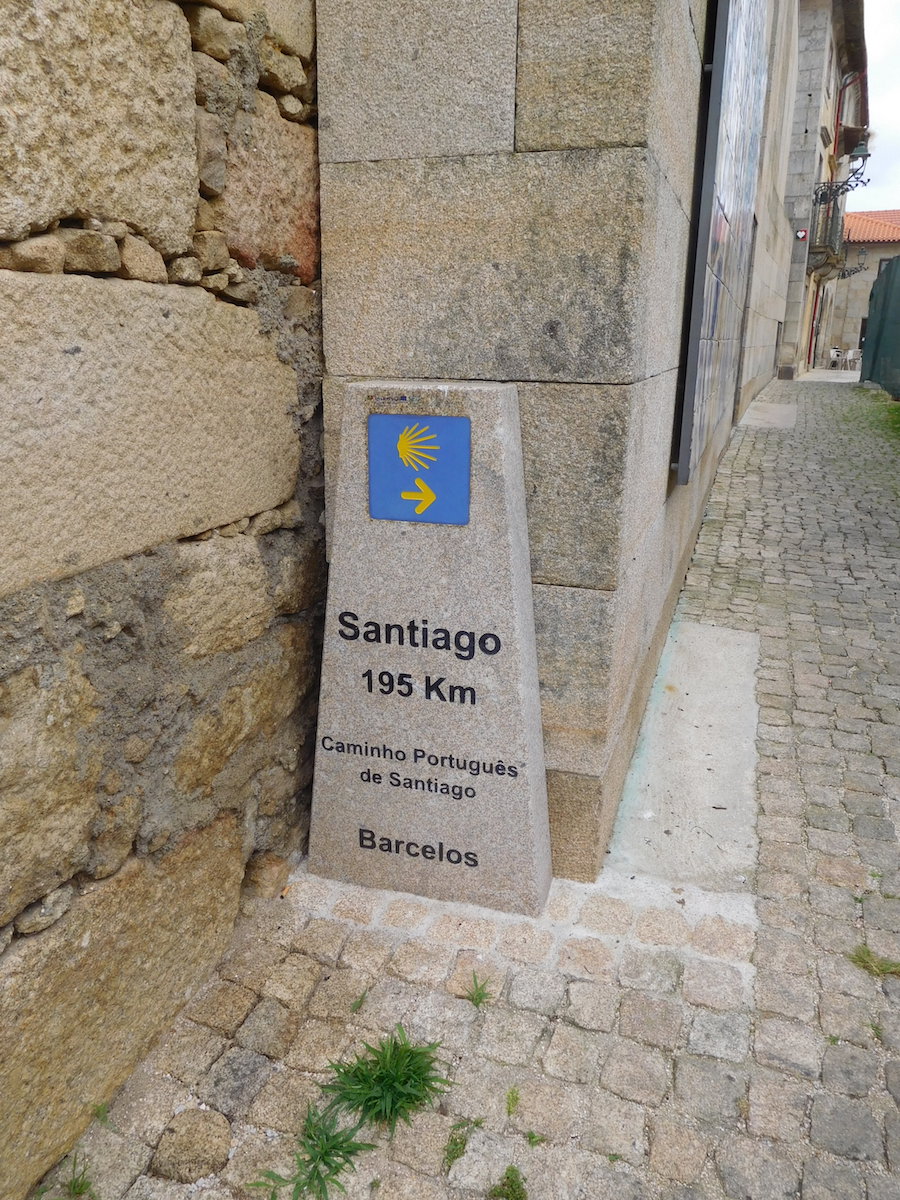 Santiago
195 Km
Caminho Português
de Santiago
Barcelos